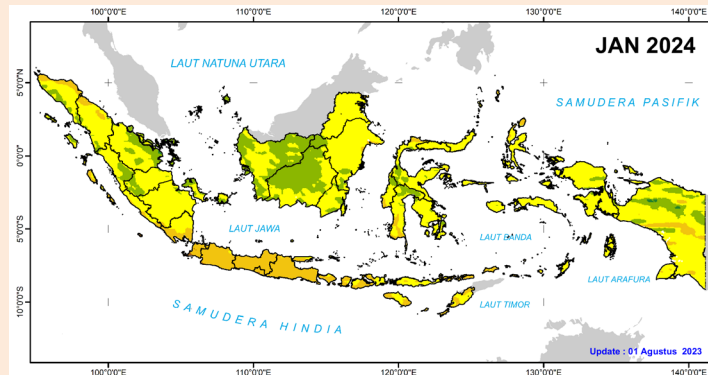 100°0'0"E 110°0'0"E 120°0'0"E 130°0'0"E 140°0'0"E
JAN 2024
LAUT NATUNA UTARA
5°0'0"N
SAMUDERA PASIFIK
0°0'0"
5°0'0"S
LAUT JAWA
LAUT BANDA
LAUT ARAFURA
10°0'0"S
SAMUDERA HINDIA
LAUT TIMOR
Update : 01 Agustus 2023
100°0'0"E 110°0'0"E 120°0'0"E 130°0'0"E 140°0'0"E